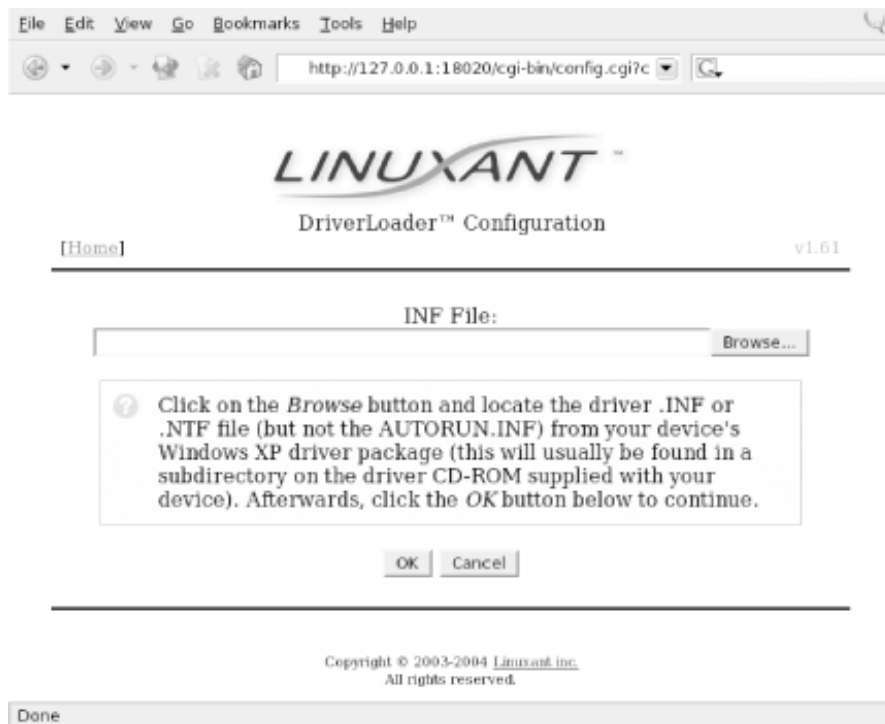 File Edit View Go Bookmarks Tools Help
http://127.0.0.1:18020/cgi-bin/config.cgi?c
G
LINUXANT ™
DriverLoader™ Configuration
[Home] v1.61
INF File:
Browse...
Click on the Browse button and locate the driver .INF or
.NTF file (but not the AUTORUN.INF) from your device's
Windows XP driver package (this will usually be found in a
subdirectory on the driver CD-ROM supplied with your
device). Afterwards, click the OK button below to continue.
OK Cancel
Copyright © 2003-2004 Linuxant inc.
All rights reserved.
Done